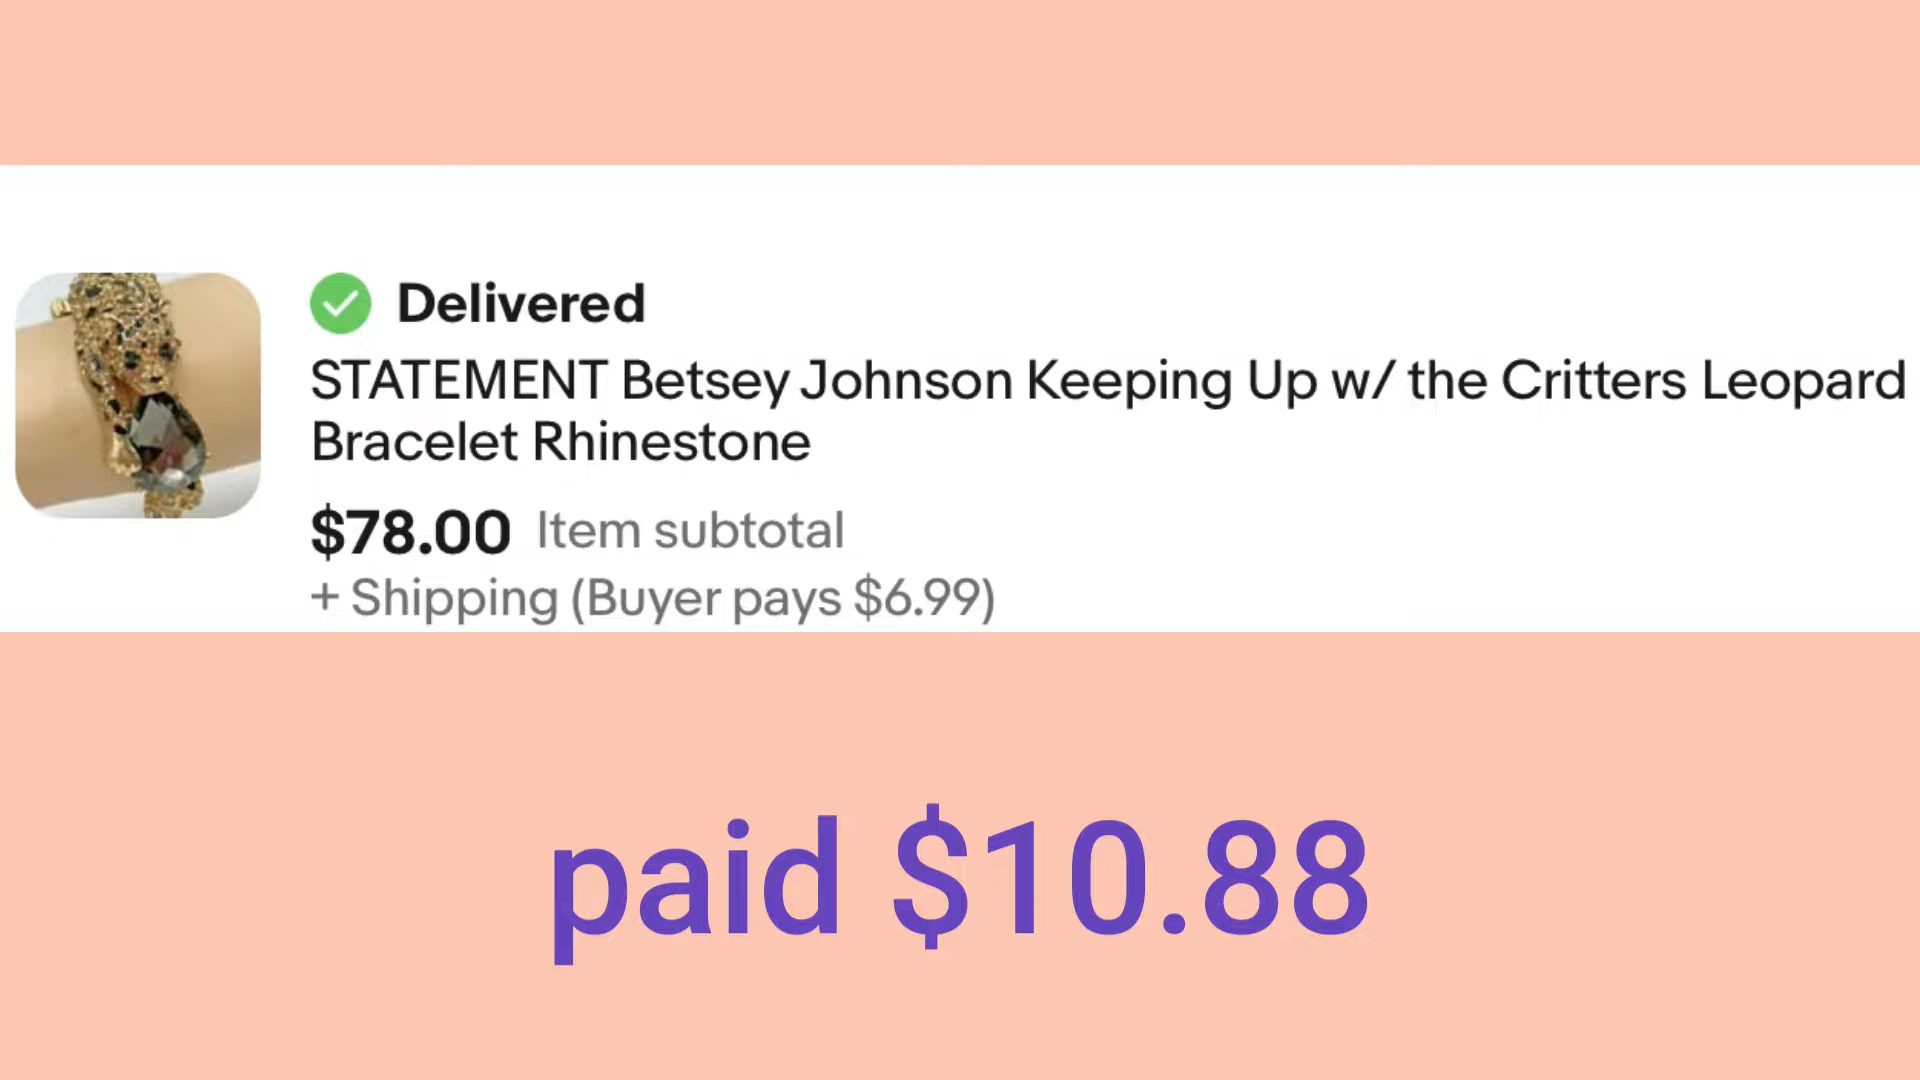 Delivered
STATEMENT Betsey Johnson Keeping Up w/ the Critters Leopard
Bracelet Rhinestone
$78.00 Item subtotal
+ Shipping (Buyer pays $6.99)
paid $10.88